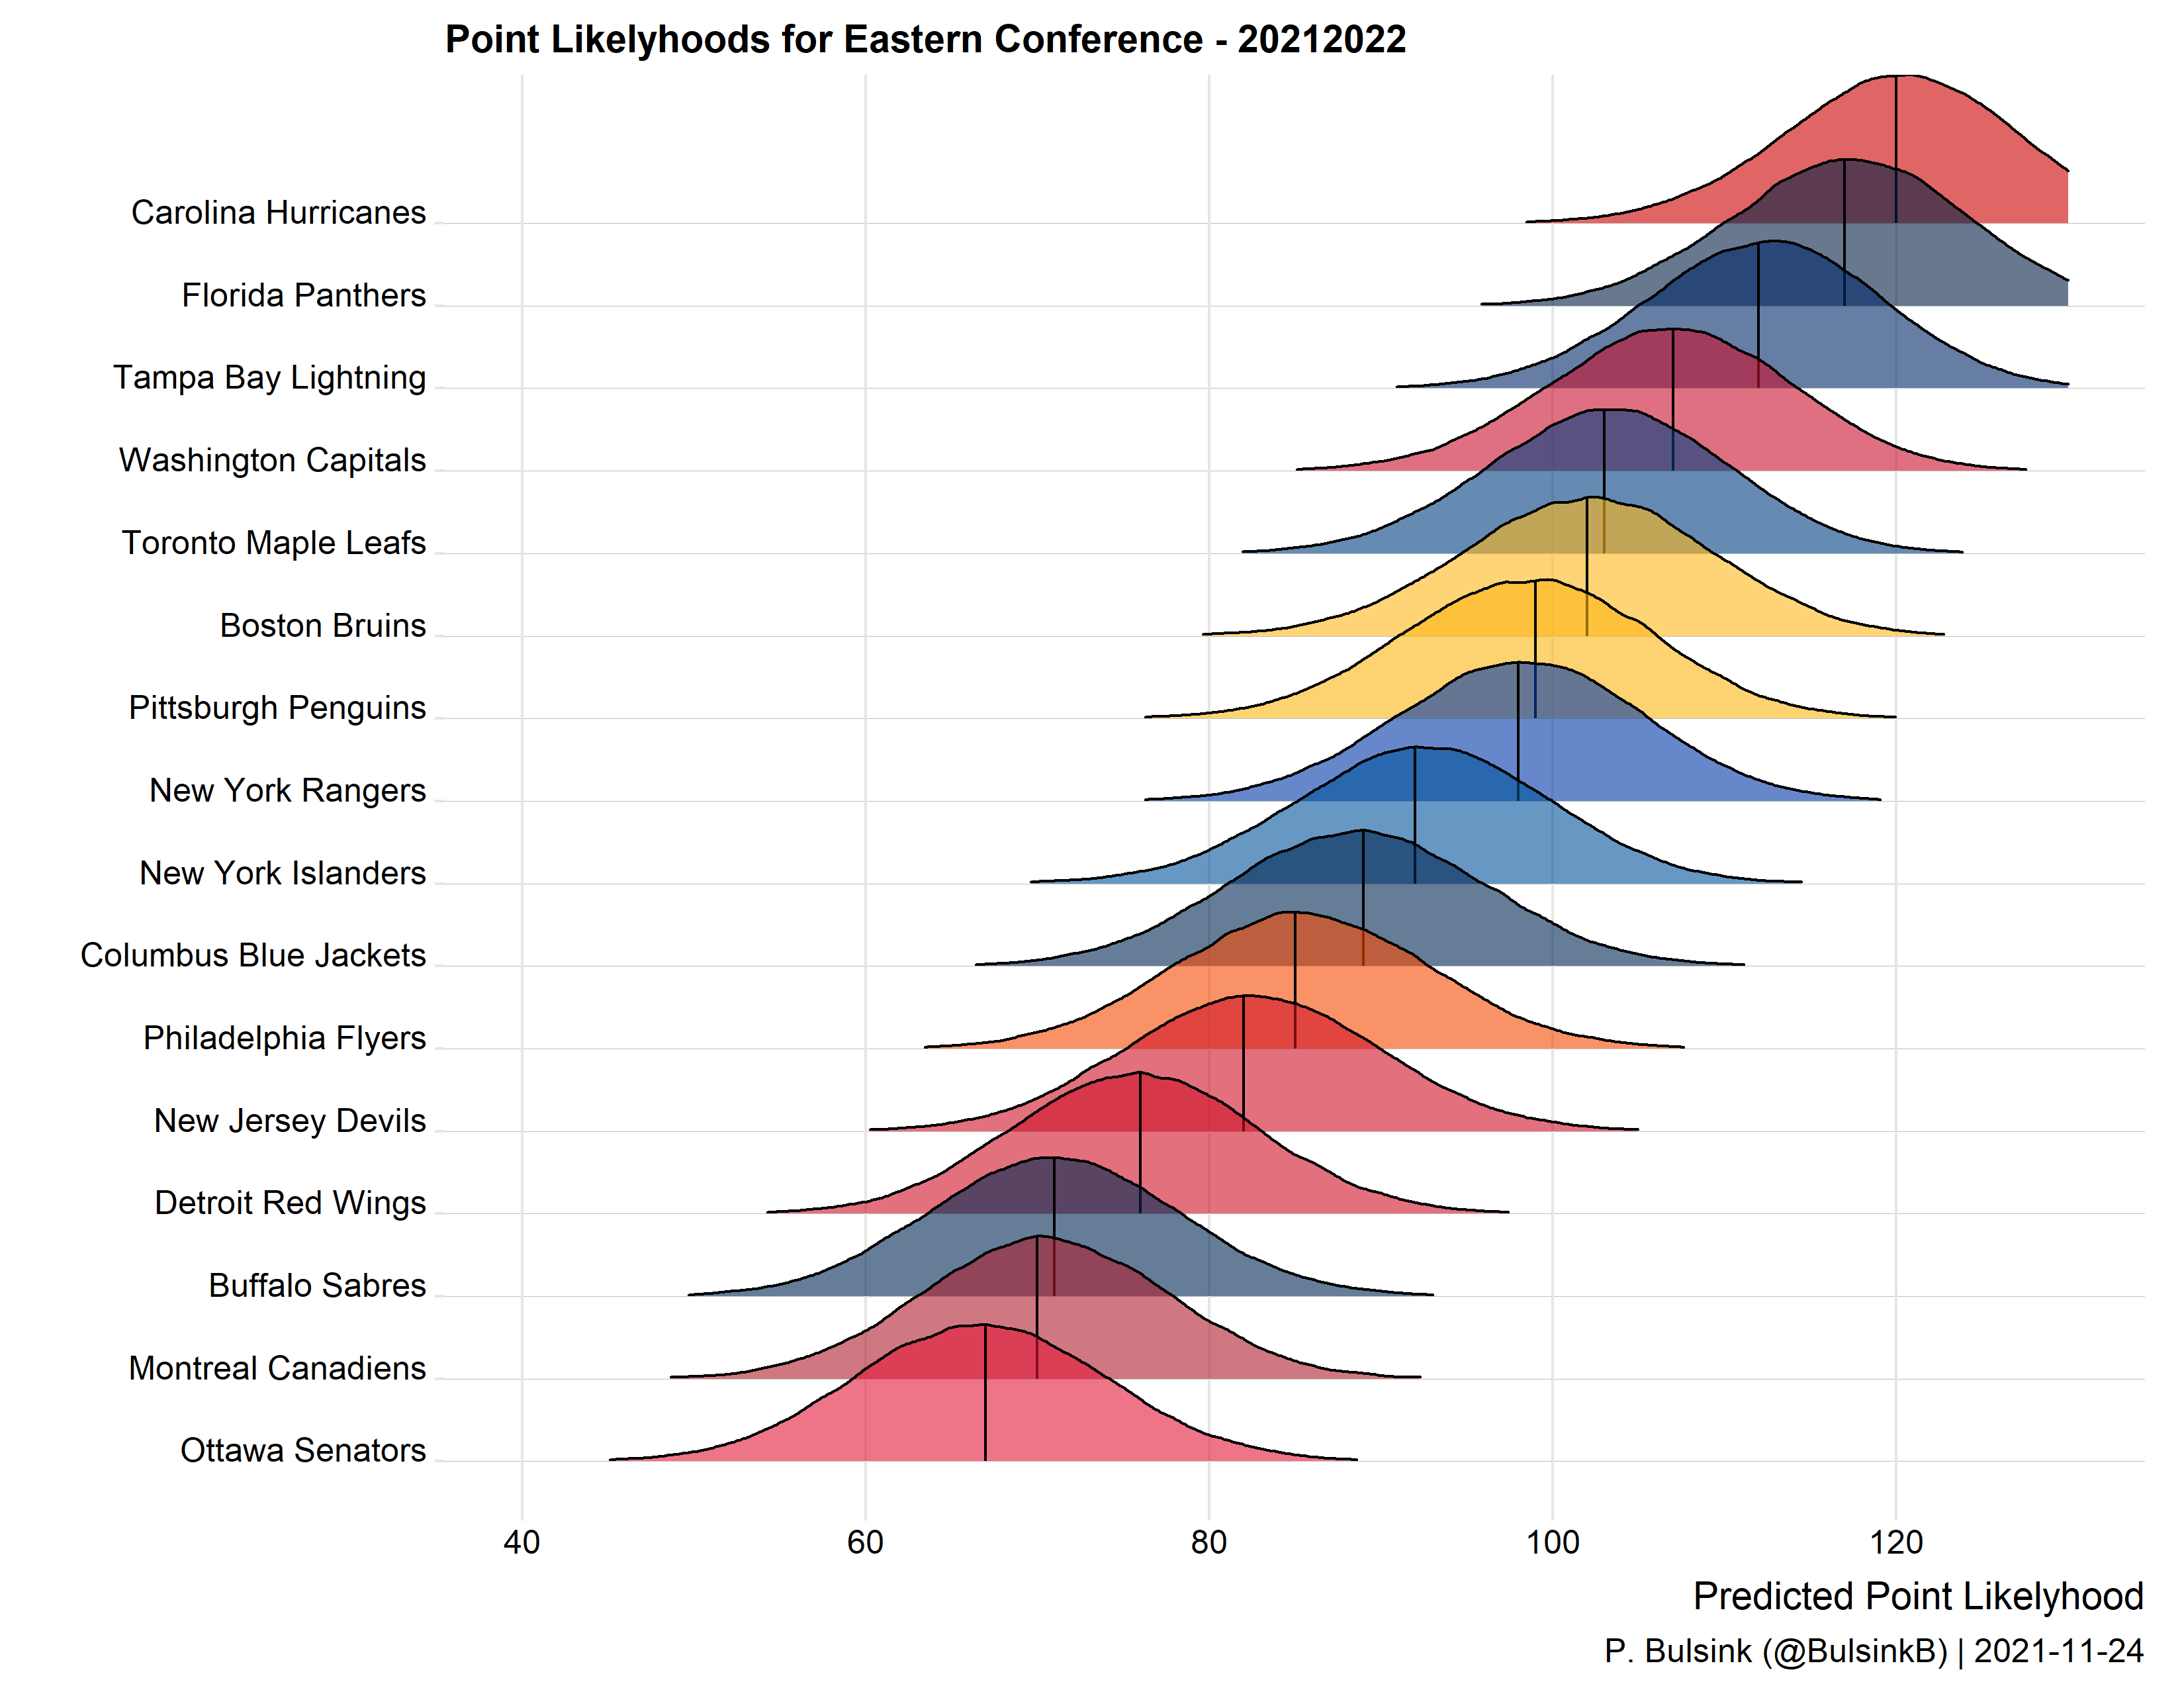 Point Likelyhoods for Eastern Conference - 20212022
Carolina Hurricanes
Florida Panthers
Tampa Bay Lightning
Washington Capitals
Toronto Maple Leafs
Boston Bruins
Pittsburgh Penguins
New York Rangers
New York Islanders
Columbus Blue Jackets
Philadelphia Flyers
New Jersey Devils
Detroit Red Wings
Buffalo Sabres
Montreal Canadiens
Ottawa Senators
40 60 80 100 120
Predicted Point Likelyhood
P. Bulsink (@BulsinkB) | 2021-11-24